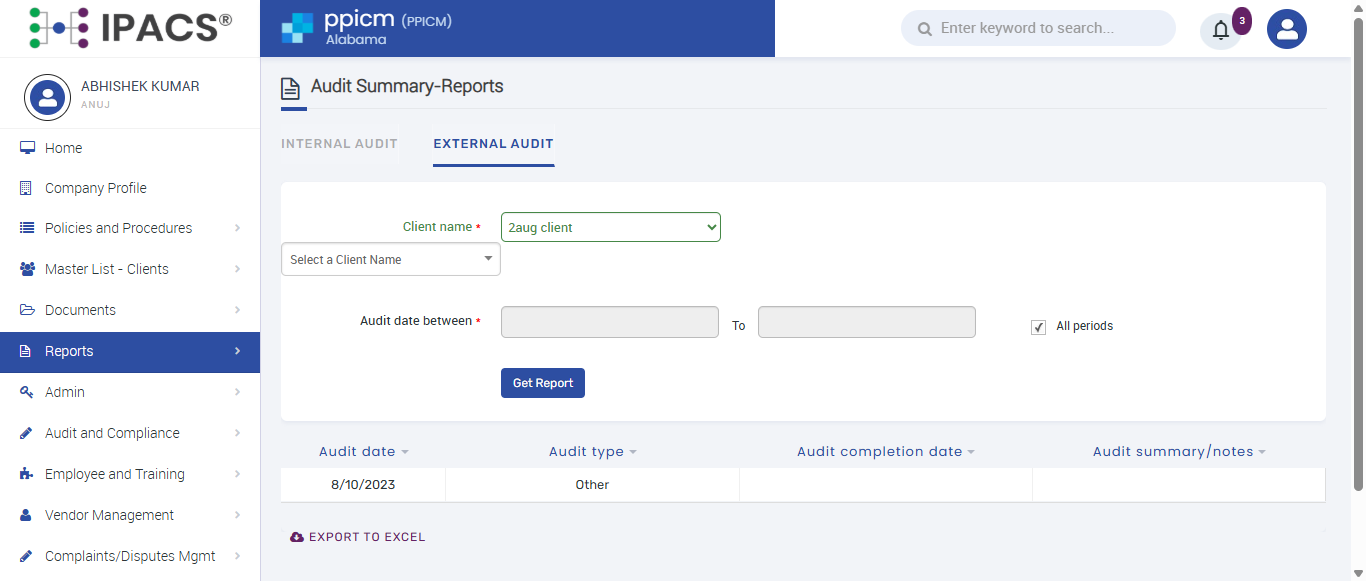 IPACS®
ppicm (PPICM)
Alabama
Enter keyword to search...
3
ABHISHEK KUMAR
ANUJ
Home
Company Profile
Policies and Procedures
Master List - Clients
Documents
Reports
Admin
Audit and Compliance
Employee and Training
Vendor Management
Complaints/Disputes Mgmt
Audit Summary-Reports
INTERNAL AUDIT EXTERNAL AUDIT
Client name * 2aug client
Select a Client Name
Audit date between * To All periods
Get Report
Audit date Audit type Audit completion date Audit summary/notes
8/10/2023 Other
EXPORT TO EXCEL